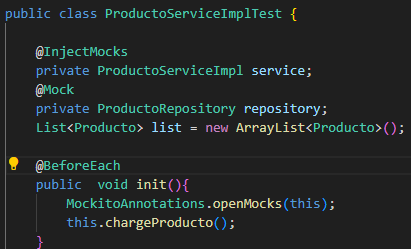 public class ProductoServiceImplTest {
@InjectMocks
private ProductoServiceImpl service;
@Mock
private ProductoRepository repository;
List<Producto> list = new ArrayList<Producto>();
@BeforeEach
public  void init(){
MockitoAnnotations.openMocks(this);
this.chargeProducto();
}